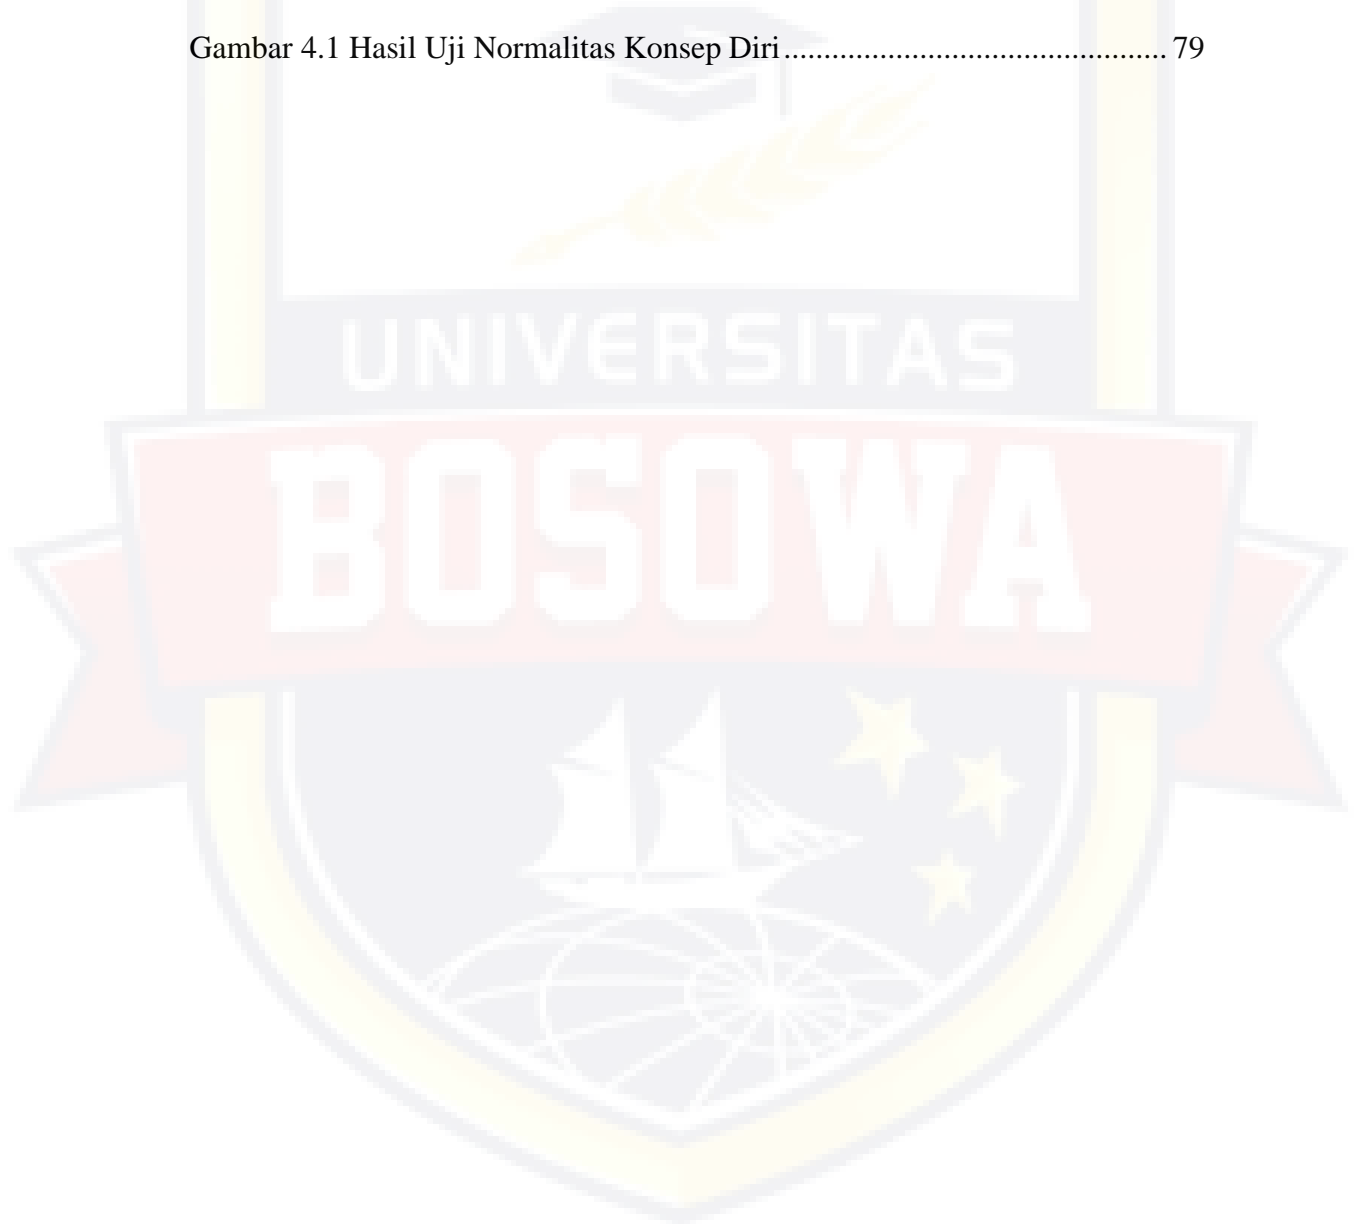 Gambar 4.1 Hasil Uji Normalitas Konsep Diri ............................................... 79
UNIVERSITAS
BOSOWA